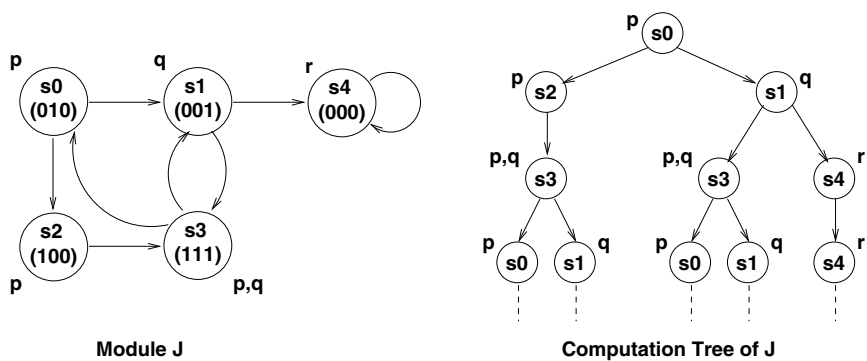 p
s0
(010)
q
s1
(001)
r
s4
(000)
s2
(100)
p
s3
(111)
p,q
Module J
p
s0
p
s2
s1
q
p,q
s3
p,q
s3
r
s4
p
s0
q
s1
p
s0
q
s1
r
s4
Computation Tree of J